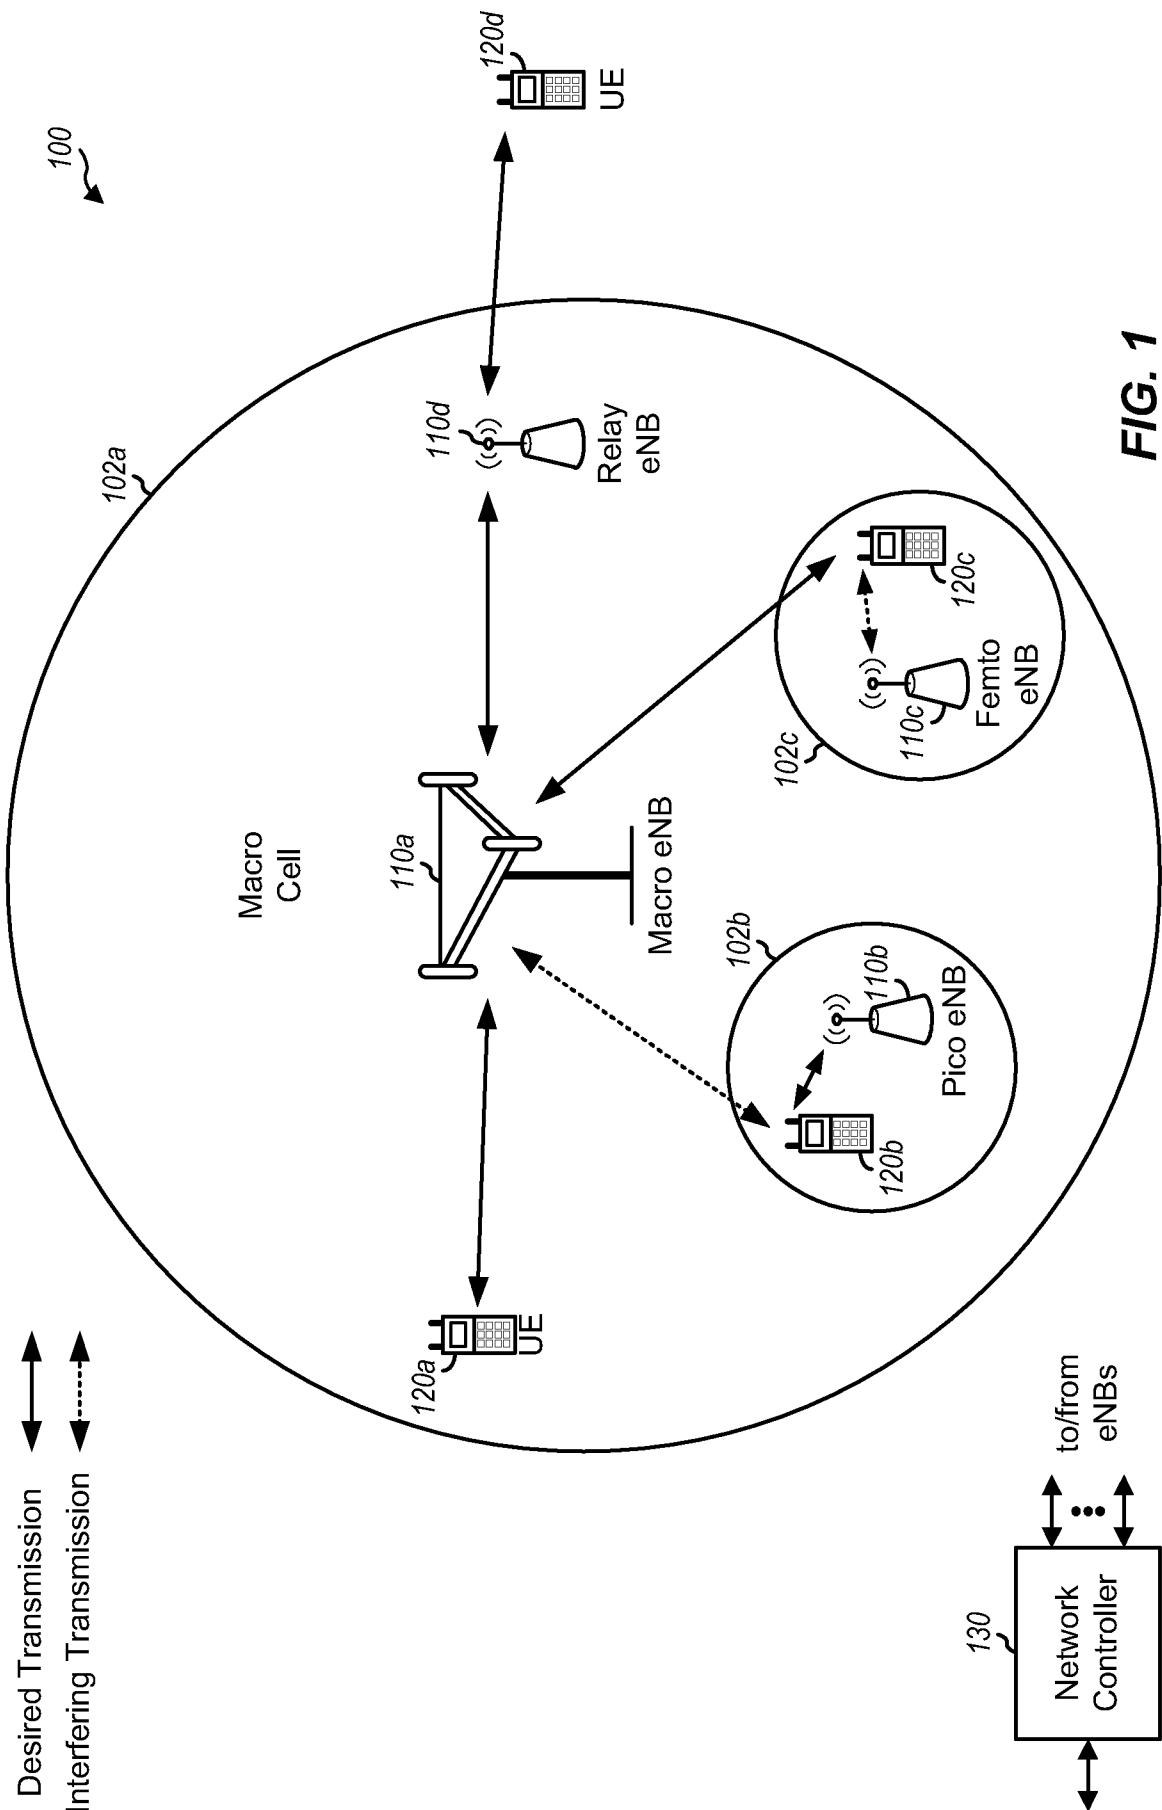 Desired Transmission
Interfering Transmission
100
102a
Macro
Cell
110a
Macro eNB
120a
UE
110d
Relay
eNB
120d
UE
102b
110b
Pico eNB
120b
102c
110c
Femto
eNB
120c
130
Network
Controller
to/from
eNBs
FIG. 1